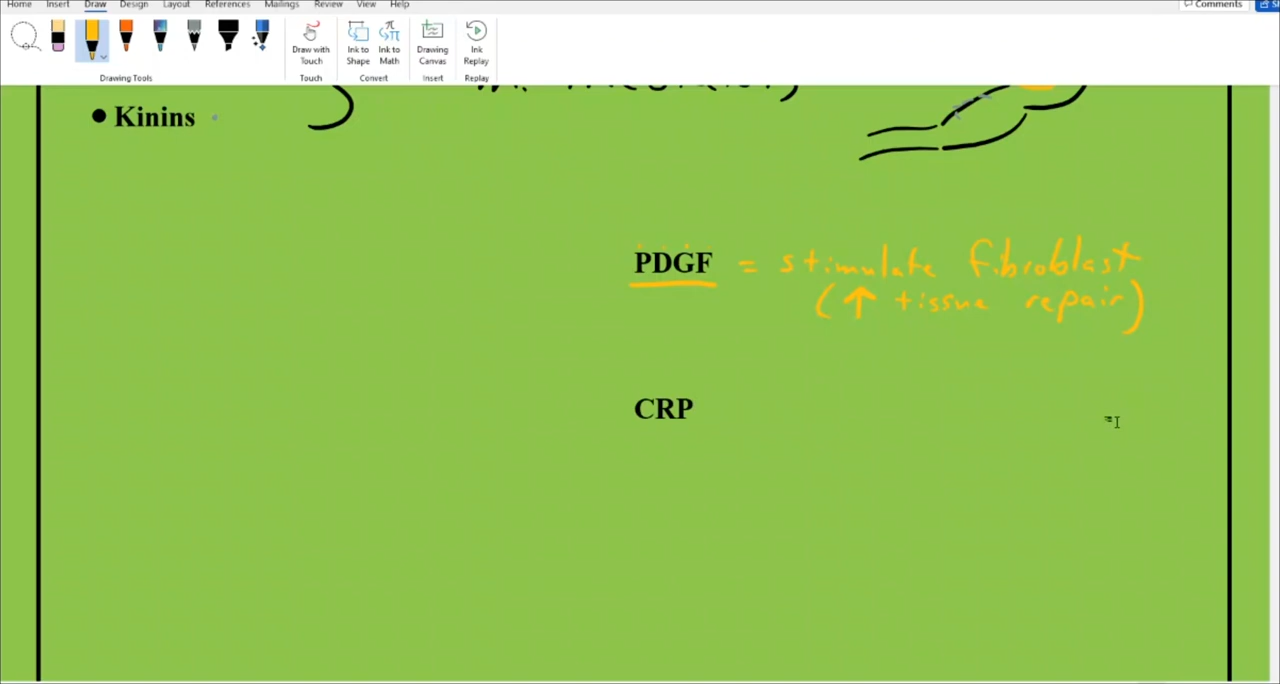 Home Insert Draw Design Layout References Mailings Review View Help Comments
Draw with Touch
Ink to Shape
Ink to Math
Drawing Canvas
Ink Replay
Drawing Tools Touch Convert Insert Replay
• Kinins
PDGF = stimulate fibroblast
(↑ tissue repair)
CRP